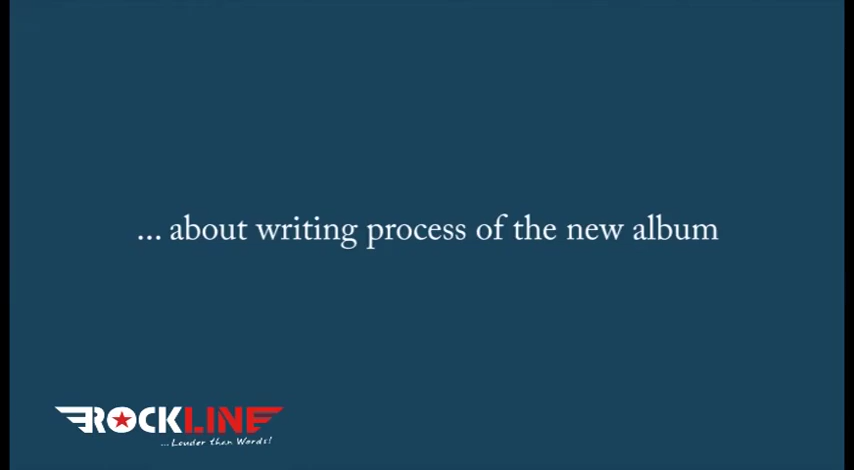 ... about writing process of the new album
ROCKLINE
...Louder than Words!